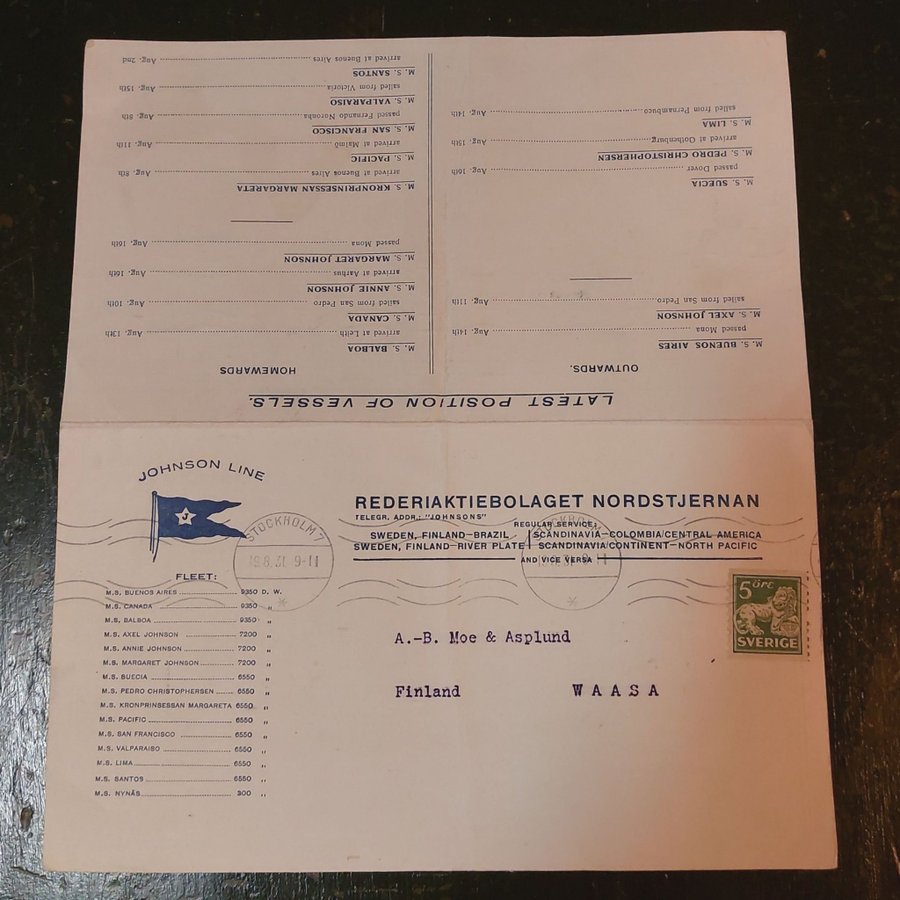 JOHNSON LINE
J
REDERIAKTIEBOLAGET NORDSTJERNAN
TELEGR. ADDR.: "JOHNSONS"
REGULAR SERVICE:
SWEDEN, FINLAND–BRAZIL
SWEDEN, FINLAND–RIVER PLATE
SCANDINAVIA–COLOMBIA/CENTRAL AMERICA
SCANDINAVIA/CONTINENT–NORTH PACIFIC
AND VICE VERSA
STOCKHOLM 7
19.8.31 9-11
5 ÖRE
SVERIGE
FLEET:
M.S. BUENOS AIRES 9350 D. W.
M.S. CANADA 9350 „
M.S. BALBOA 9350 „
M.S. AXEL JOHNSON 7200 „
M.S. ANNIE JOHNSON 7200 „
M.S. MARGARET JOHNSON 7200 „
M.S. SUECIA 6550 „
M.S. PEDRO CHRISTOPHERSEN 6550 „
M.S. KRONPRINSESSAN MARGARETA 6550 „
M.S. PACIFIC 6550 „
M.S. SAN FRANCISCO 6550 „
M.S. VALPARAISO 6550 „
M.S. LIMA 6550 „
M.S. SANTOS 6550 „
M.S. NYNÄS 300 „
A.-B. Moe & Asplund
Finland WAASA
LATEST POSITION OF VESSELS.
OUTWARDS.
M. S. BUENOS AIRES
passed Mona Aug. 14th
M. S. AXEL JOHNSON
sailed from San Pedro Aug. 11th
M. S. SUECIA
passed Dover Aug. 16th
M. S. PEDRO CHRISTOPHERSEN
arrived at Gothenburg Aug. 15th
M. S. LIMA
sailed from Pernambuco Aug. 14th
HOMEWARDS.
M. S. BALBOA
arrived at Leith Aug. 13th
M. S. CANADA
sailed from San Pedro Aug. 10th
M. S. ANNIE JOHNSON
arrived at Aarhus Aug. 16th
M. S. MARGARET JOHNSON
passed Mona Aug. 16th
M. S. KRONPRINSESSAN MARGARETA
arrived at Buenos Aires Aug. 8th
M. S. PACIFIC
arrived at Malmö Aug. 11th
M. S. SAN FRANCISCO
passed Fernando Noronha Aug. 5th
M. S. VALPARAISO
sailed from Victoria Aug. 15th
M. S. SANTOS
arrived at Buenos Aires Aug. 2nd